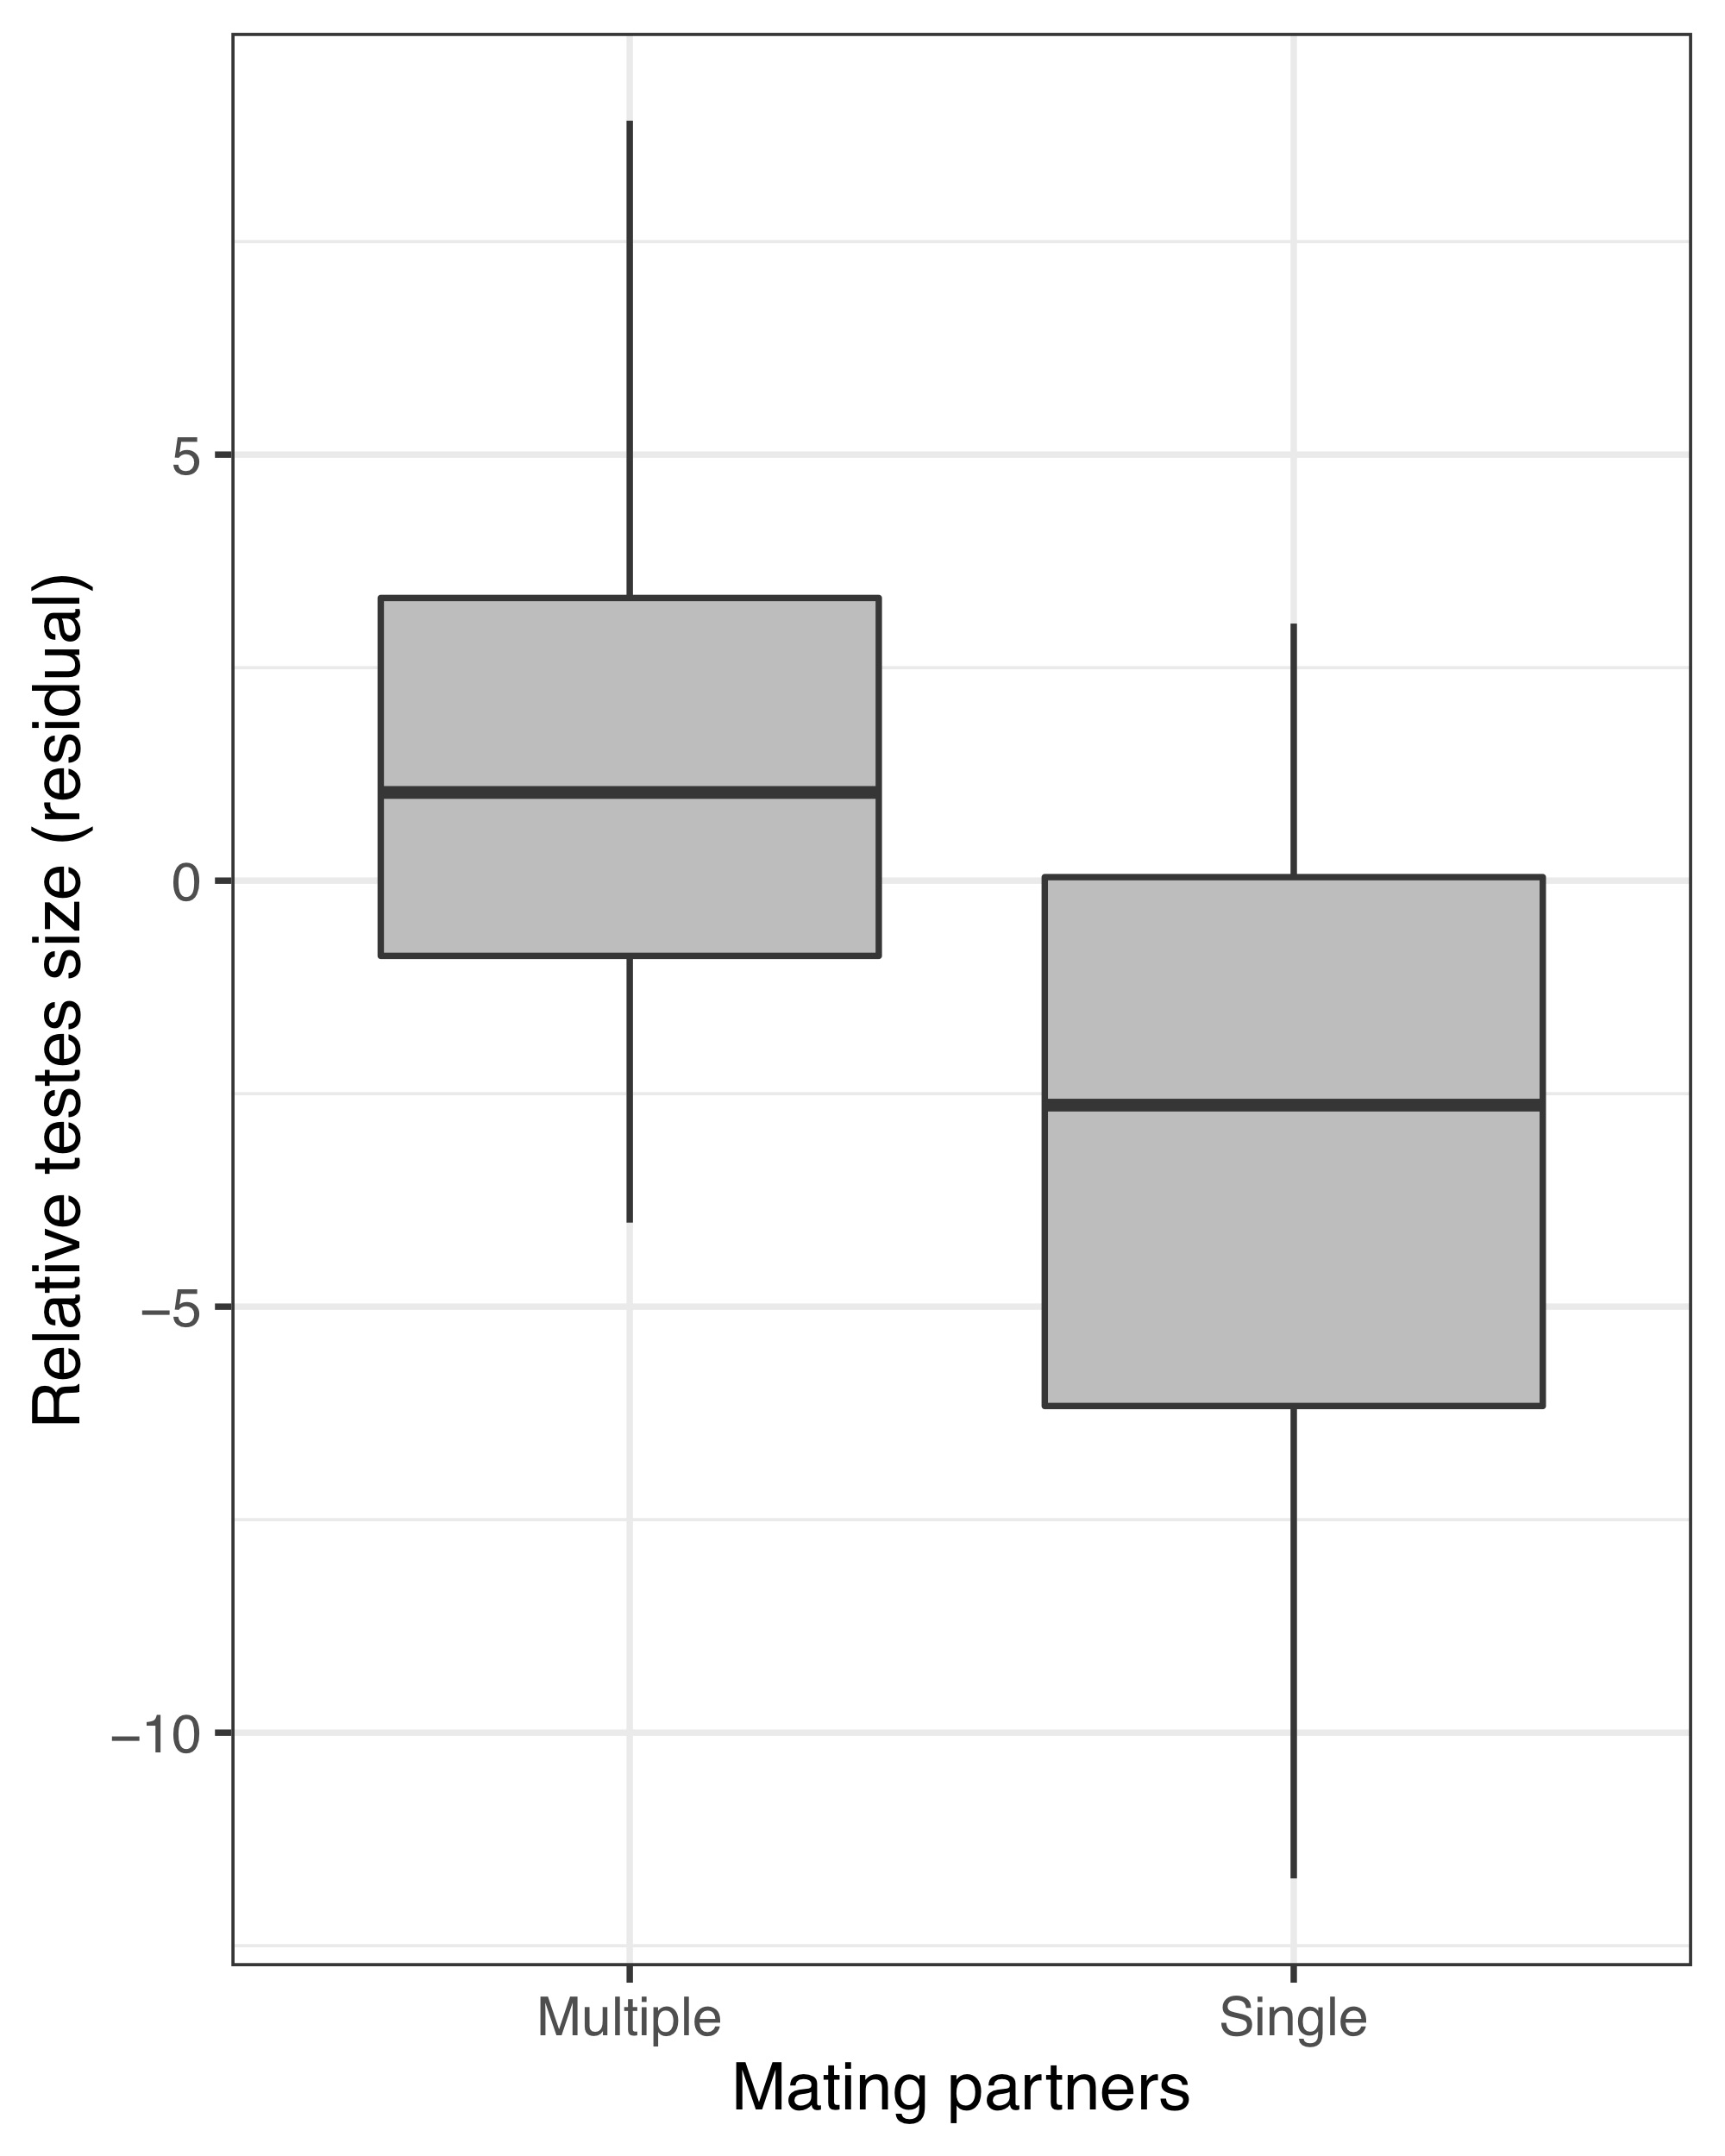 Relative testes size (residual)
5
0
−5
−10
Multiple
Single
Mating partners